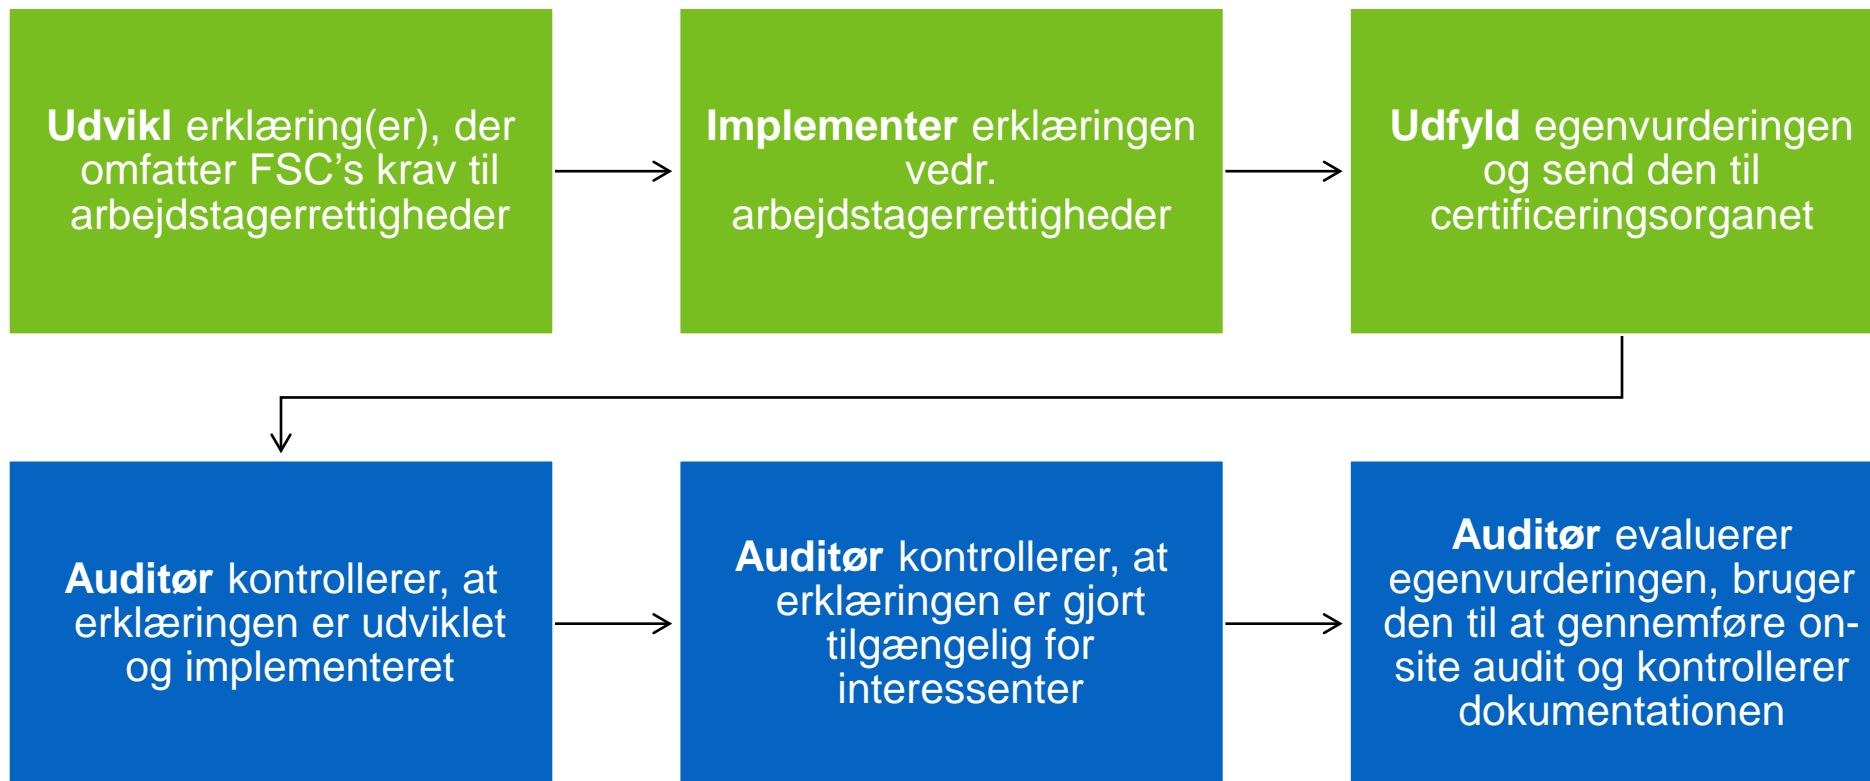 Udvikl erklæring(er), der
omfatter FSC’s krav til
arbejdstagerrettigheder
Implementer erklæringen
vedr.
arbejdstagerrettigheder
Udfyld egenvurderingen
og send den til
certificeringsorganet
Auditør kontrollerer, at
erklæringen er udviklet
og implementeret
Auditør kontrollerer, at
erklæringen er gjort
tilgængelig for
interessenter
Auditør evaluerer
egenvurderingen, bruger
den til at gennemføre on-
site audit og kontrollerer
dokumentationen